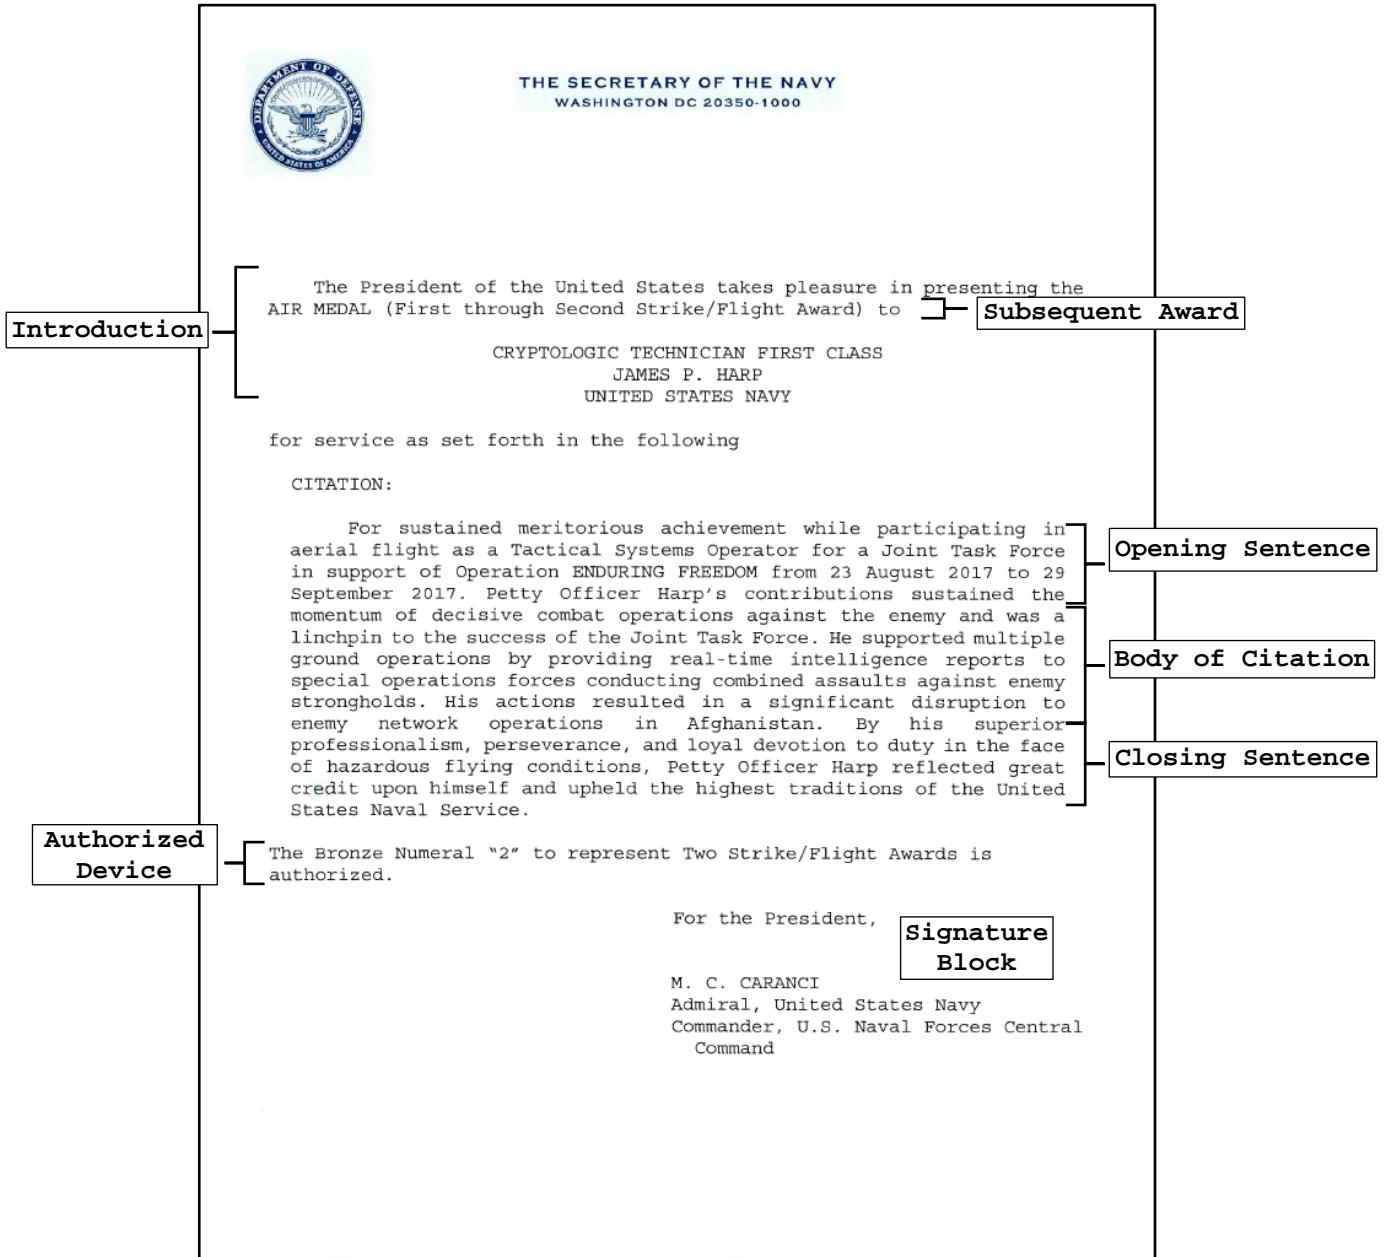 DEPARTMENT OF DEFENSE
UNITED STATES OF AMERICA
THE SECRETARY OF THE NAVY
WASHINGTON DC 20350-1000
The President of the United States takes pleasure in presenting the
AIR MEDAL (First through Second Strike/Flight Award) to
Subsequent Award
Introduction
CRYPTOLOGIC TECHNICIAN FIRST CLASS
JAMES P. HARP
UNITED STATES NAVY
for service as set forth in the following
CITATION:
For sustained meritorious achievement while participating in
aerial flight as a Tactical Systems Operator for a Joint Task Force
in support of Operation ENDURING FREEDOM from 23 August 2017 to 29
September 2017. Petty Officer Harp's contributions sustained the
momentum of decisive combat operations against the enemy and was a
linchpin to the success of the Joint Task Force. He supported multiple
ground operations by providing real-time intelligence reports to
special operations forces conducting combined assaults against enemy
strongholds. His actions resulted in a significant disruption to
enemy network operations in Afghanistan. By his superior
professionalism, perseverance, and loyal devotion to duty in the face
of hazardous flying conditions, Petty Officer Harp reflected great
credit upon himself and upheld the highest traditions of the United
States Naval Service.
Opening Sentence
Body of Citation
Closing Sentence
Authorized
Device
The Bronze Numeral "2" to represent Two Strike/Flight Awards is
authorized.
For the President,
Signature
Block
M. C. CARANCI
Admiral, United States Navy
Commander, U.S. Naval Forces Central
Command